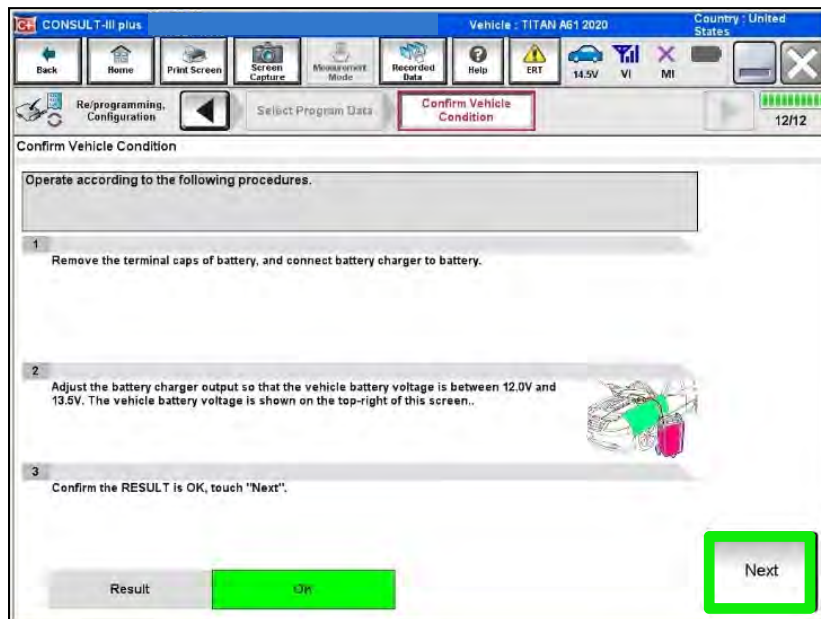 CONSULT-III plus
Vehicle : TITAN A61 2020
Country : United
States
Back
Home
Print Screen
Screen
Capture
Measurement
Mode
Recorded
Data
Help
ERT
14.5V
VI
MI
Re/programming,
Configuration
Select Program Data
Confirm Vehicle
Condition
12/12
Confirm Vehicle Condition
Operate according to the following procedures.
1
Remove the terminal caps of battery, and connect battery charger to battery.
2
Adjust the battery charger output so that the vehicle battery voltage is between 12.0V and
13.5V. The vehicle battery voltage is shown on the top-right of this screen..
3
Confirm the RESULT is OK, touch "Next".
Result
Next